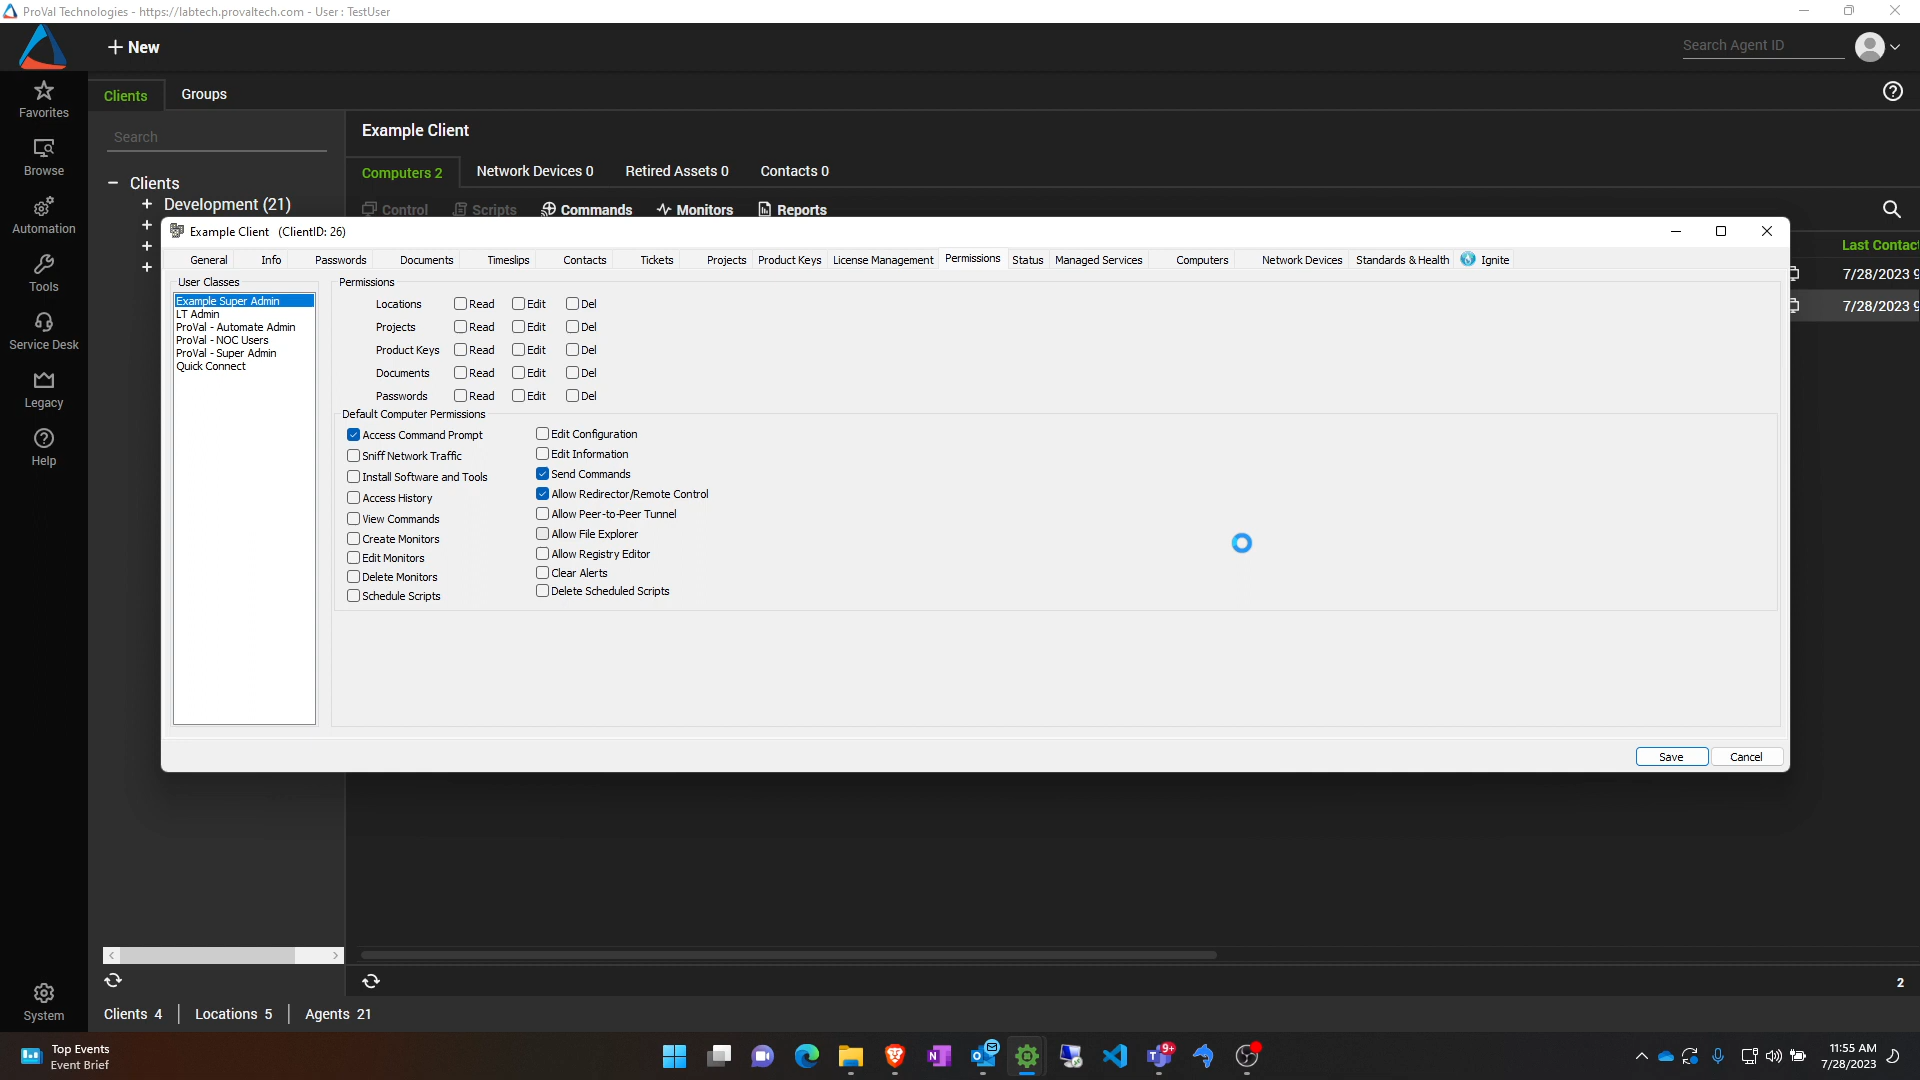 ProVal Technologies - https://labtech.provaltech.com - User : TestUser
+ New
Search Agent ID
Favorites
Browse
Automation
Tools
Service Desk
Legacy
Help
System
Clients
Groups
Search
Clients
Development (21)
Example Client
Computers 2
Network Devices 0
Retired Assets 0
Contacts 0
Control
Scripts
Commands
Monitors
Reports
Last Contac
7/28/2023 9
7/28/2023 9
Example Client (ClientID: 26)
General
Info
Passwords
Documents
Timeslips
Contacts
Tickets
Projects
Product Keys
License Management
Permissions
Status
Managed Services
Computers
Network Devices
Standards & Health
Ignite
User Classes
Example Super Admin
LT Admin
ProVal - Automate Admin
ProVal - NOC Users
ProVal - Super Admin
Quick Connect
Permissions
Locations Read Edit Del
Projects Read Edit Del
Product Keys Read Edit Del
Documents Read Edit Del
Passwords Read Edit Del
Default Computer Permissions
Access Command Prompt
Sniff Network Traffic
Install Software and Tools
Access History
View Commands
Create Monitors
Edit Monitors
Delete Monitors
Schedule Scripts
Edit Configuration
Edit Information
Send Commands
Allow Redirector/Remote Control
Allow Peer-to-Peer Tunnel
Allow File Explorer
Allow Registry Editor
Clear Alerts
Delete Scheduled Scripts
Save
Cancel
2
Clients 4
Locations 5
Agents 21
Top Events
Event Brief
9+
11:55 AM
7/28/2023